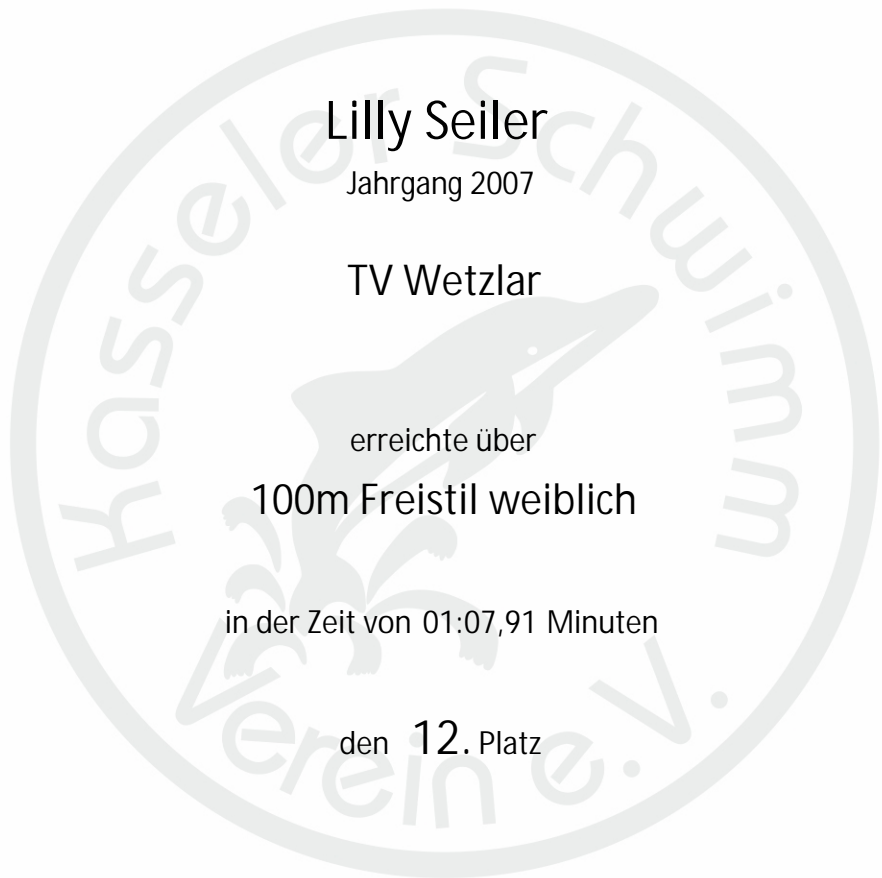 Kasseler Schwimm
Lilly Seiler
Jahrgang 2007
TV Wetzlar
erreichte über
100m Freistil weiblich
in der Zeit von 01:07,91 Minuten
den 12. Platz
Verein e.V.